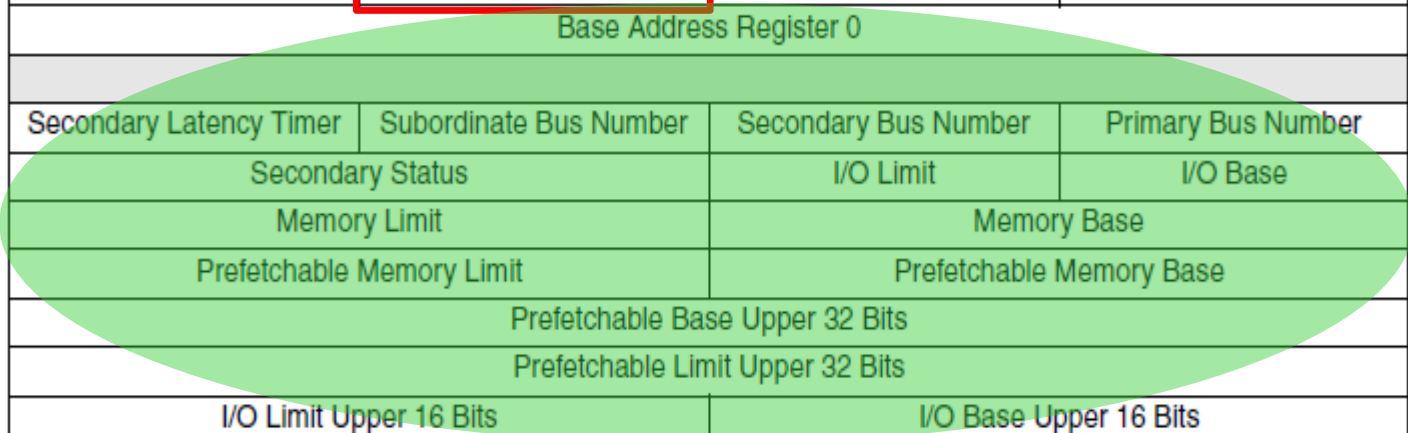 Base Address Register 0
Secondary Latency Timer Subordinate Bus Number Secondary Bus Number Primary Bus Number
Secondary Status I/O Limit I/O Base
Memory Limit Memory Base
Prefetchable Memory Limit Prefetchable Memory Base
Prefetchable Base Upper 32 Bits
Prefetchable Limit Upper 32 Bits
I/O Limit Upper 16 Bits I/O Base Upper 16 Bits